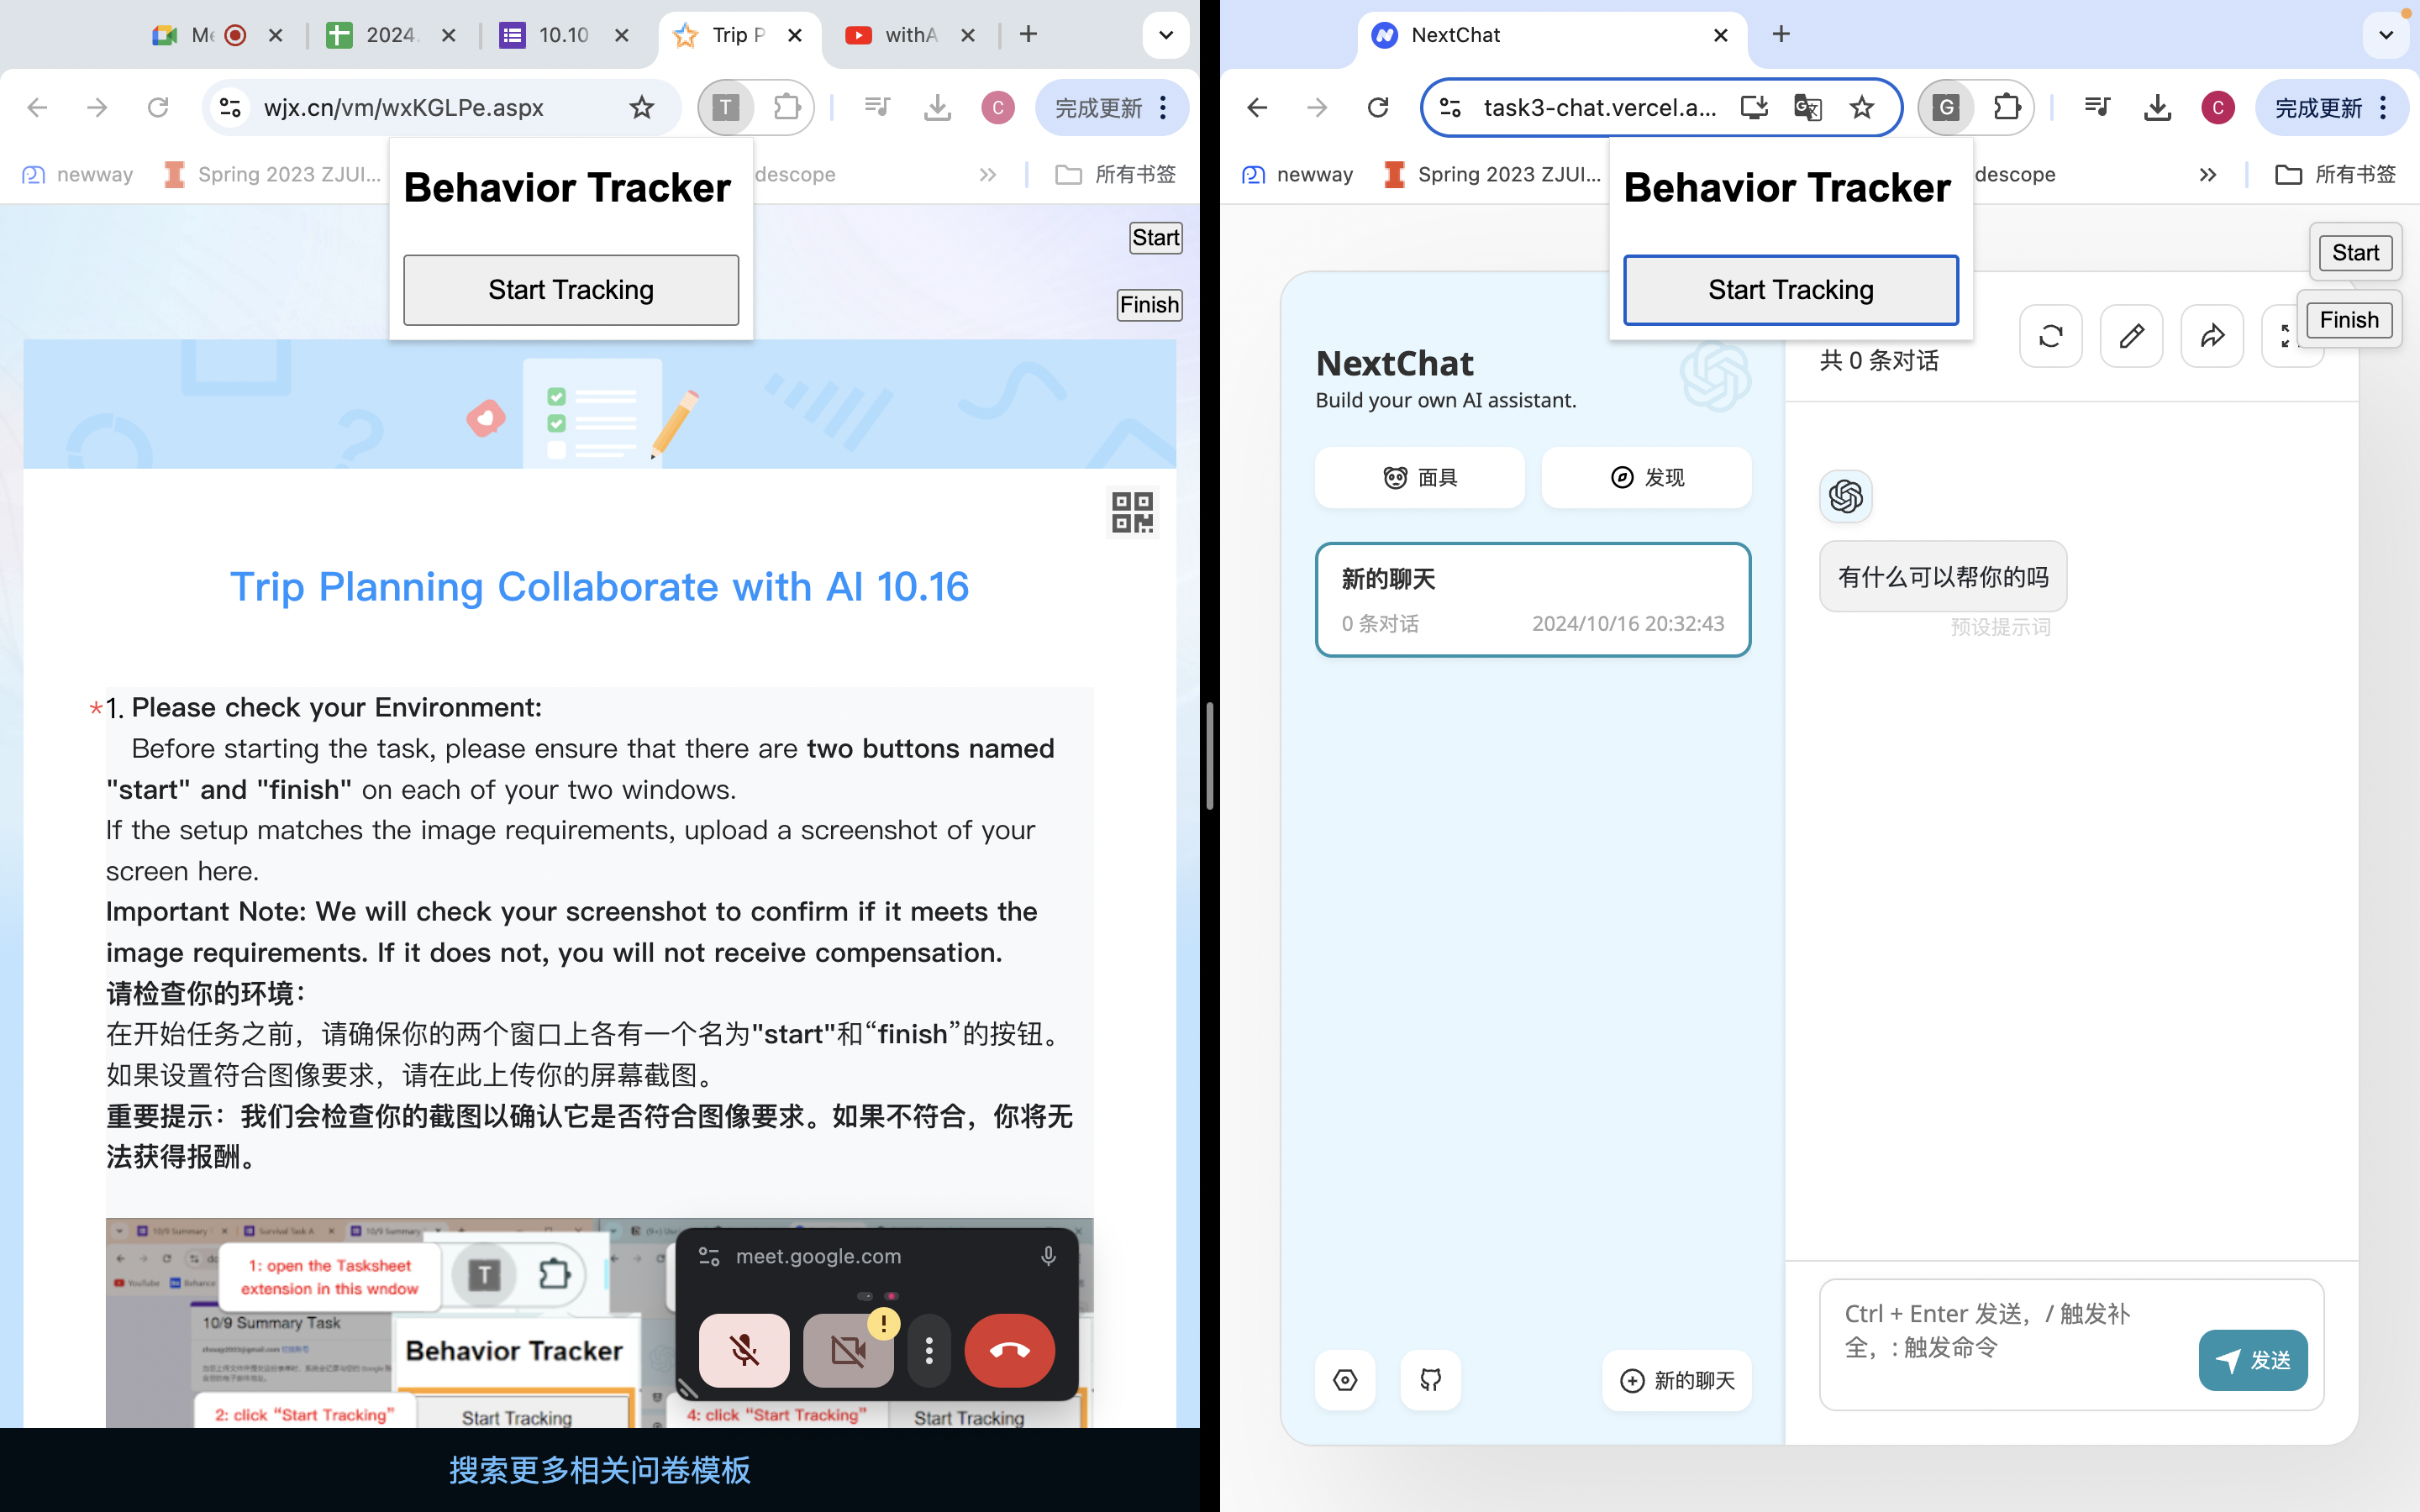 2024
10.10
Trip P
withA
wjx.cn/vm/wxKGLPe.aspx
T
C
完成更新
newway
Spring 2023 ZJUI...
descope
所有书签
Behavior Tracker
Start Tracking
Start
Finish
Trip Planning Collaborate with AI 10.16
*1. Please check your Environment:
Before starting the task, please ensure that there are two buttons named
"start" and "finish" on each of your two windows.
If the setup matches the image requirements, upload a screenshot of your
screen here.
Important Note: We will check your screenshot to confirm if it meets the
image requirements. If it does not, you will not receive compensation.
请检查你的环境：
在开始任务之前，请确保你的两个窗口上各有一个名为"start"和“finish”的按钮。
如果设置符合图像要求，请在此上传你的屏幕截图。
重要提示：我们会检查你的截图以确认它是否符合图像要求。如果不符合，你将无
法获得报酬。
1: open the Tasksheet
extension in this wndow
T
10/9 Summary Task
Behavior Tracker
2: click “Start Tracking”
Start Tracking
4: click “Start Tracking”
Start Tracking
meet.google.com
搜索更多相关问卷模板
NextChat
task3-chat.vercel.a...
G
C
完成更新
newway
Spring 2023 ZJUI...
descope
所有书签
Behavior Tracker
Start Tracking
Start
Finish
NextChat
Build your own AI assistant.
面具
发现
新的聊天
0 条对话
2024/10/16 20:32:43
新的聊天
共 0 条对话
有什么可以帮你的吗
预设提示词
Ctrl + Enter 发送，/ 触发补
全，: 触发命令
发送